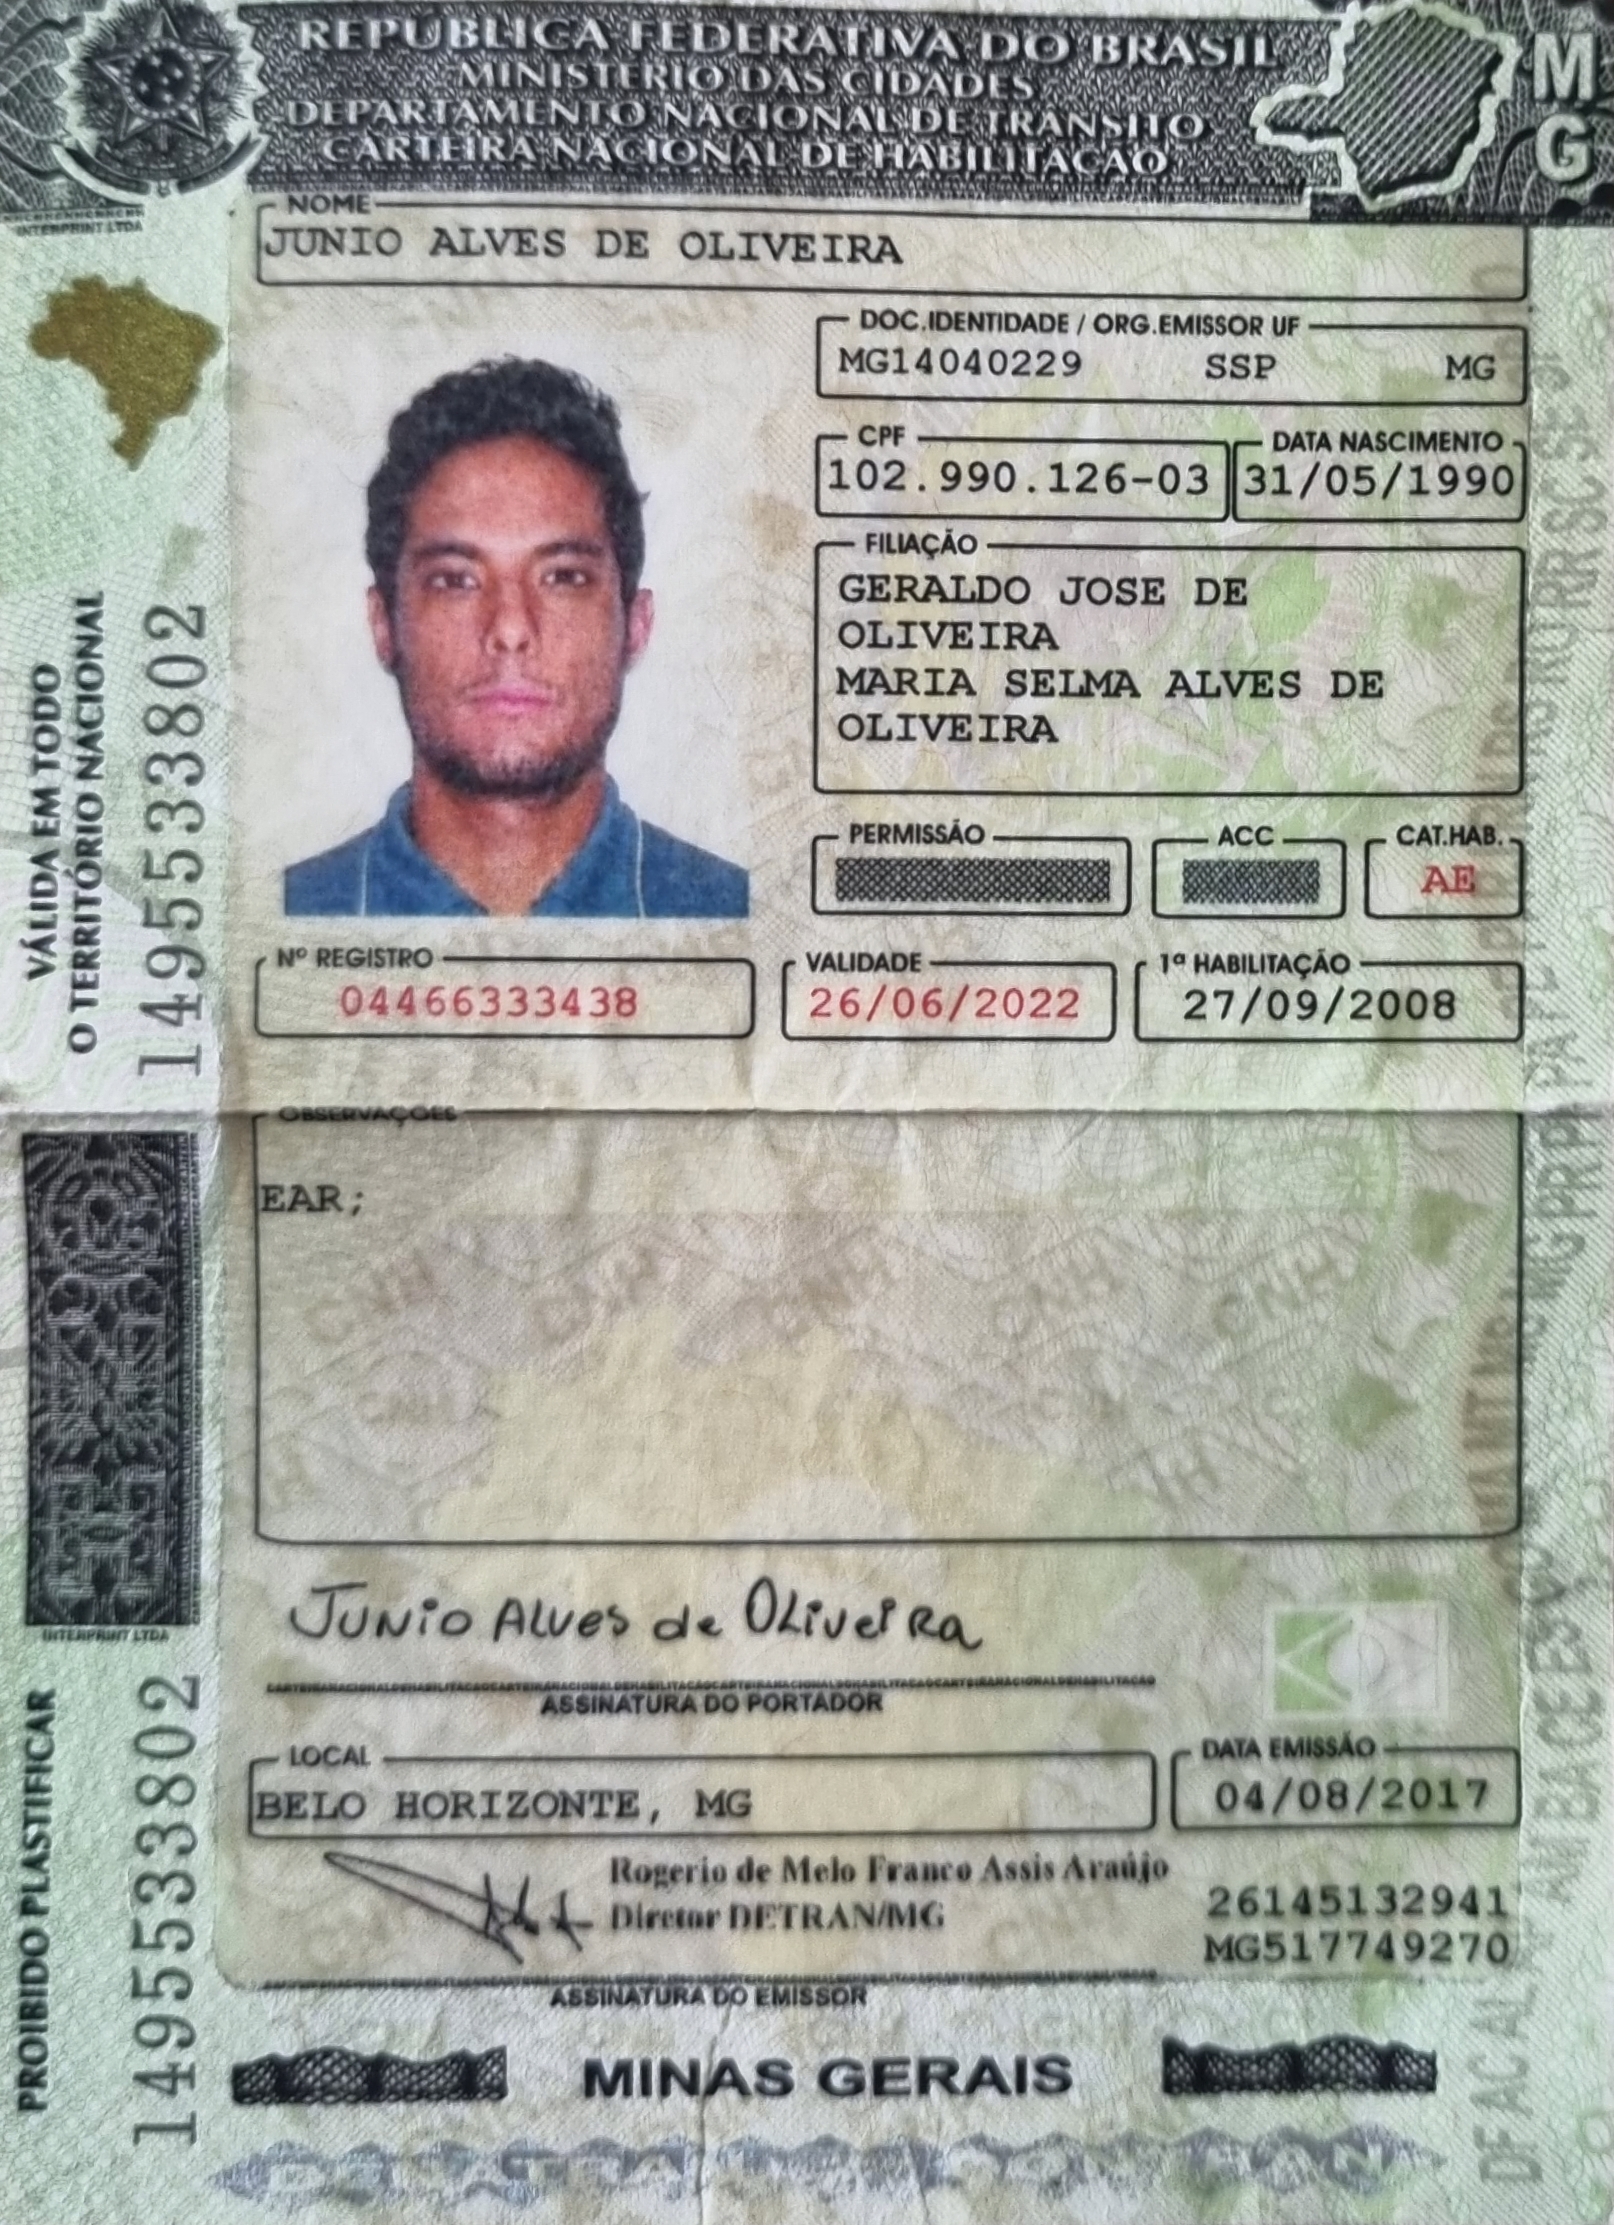 REPÚBLICA FEDERATIVA DO BRASIL
MINISTÉRIO DAS CIDADES
DEPARTAMENTO NACIONAL DE TRÂNSITO
CARTEIRA NACIONAL DE HABILITAÇÃO
MG
INTERPRINT LTDA
NOME
JUNIO ALVES DE OLIVEIRA
DOC.IDENTIDADE / ORG.EMISSOR UF
MG14040229 SSP MG
CPF
102.990.126-03
DATA NASCIMENTO
31/05/1990
FILIAÇÃO
GERALDO JOSE DE
OLIVEIRA
MARIA SELMA ALVES DE
OLIVEIRA
PERMISSÃO
ACC
CAT.HAB.
AE
Nº REGISTRO
04466333438
VALIDADE
26/06/2022
1ª HABILITAÇÃO
27/09/2008
VÁLIDA EM TODO
O TERRITÓRIO NACIONAL
1495533802
OBSERVAÇÕES
EAR;
INTERPRINT LTDA
Junio Alves de Oliveira
ASSINATURA DO PORTADOR
LOCAL
BELO HORIZONTE, MG
DATA EMISSÃO
04/08/2017
Rogerio de Melo Franco Assis Araújo
Diretor DETRAN/MG
26145132941
MG517749270
ASSINATURA DO EMISSOR
PROIBIDO PLASTIFICAR
1495533802
MINAS GERAIS